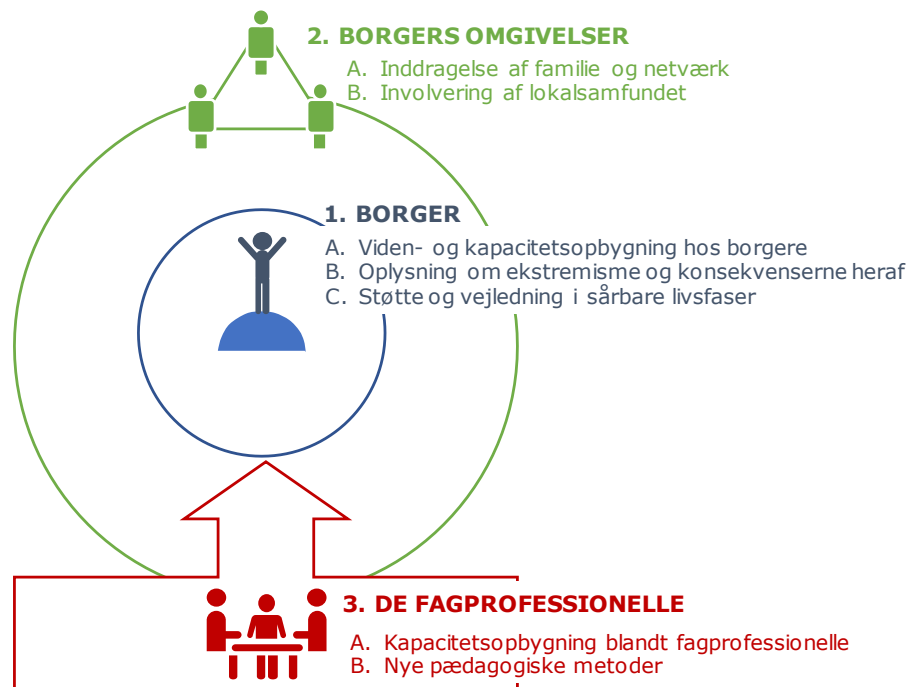 2. BORGERS OMGIVELSER
A. Inddragelse af familie og netværk
B. Involvering af lokalsamfundet
1. BORGER
A. Viden- og kapacitetsopbygning hos borgere
B. Oplysning om ekstremisme og konsekvenserne heraf
C. Støtte og vejledning i sårbare livsfaser
3. DE FAGPROFESSIONELLE
A. Kapacitetsopbygning blandt fagprofessionelle
B. Nye pædagogiske metoder